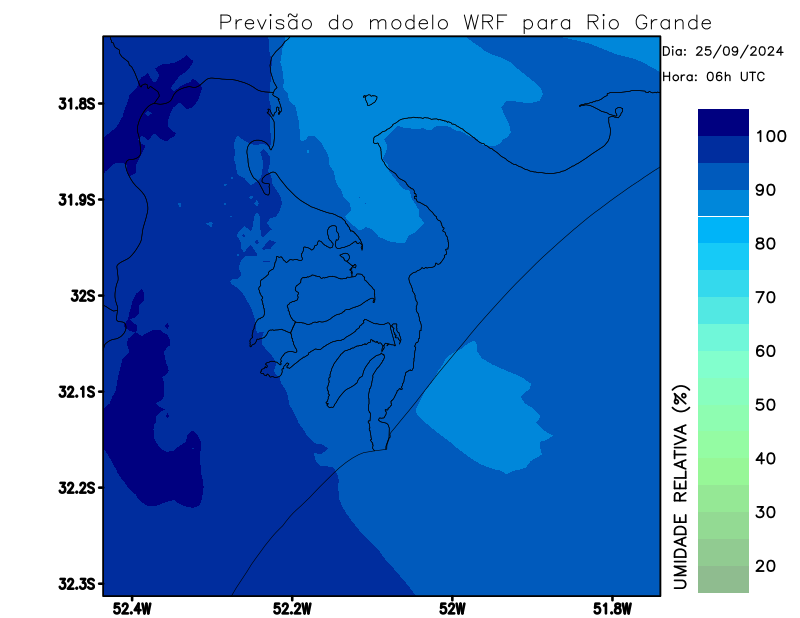 Previsão do modelo WRF para Rio Grande
Dia: 25/09/2024
Hora: 06h UTC
31.8S
31.9S
32S
32.1S
32.2S
32.3S
52.4W
52.2W
52W
51.8W
UMIDADE RELATIVA (%)
100
90
80
70
60
50
40
30
20